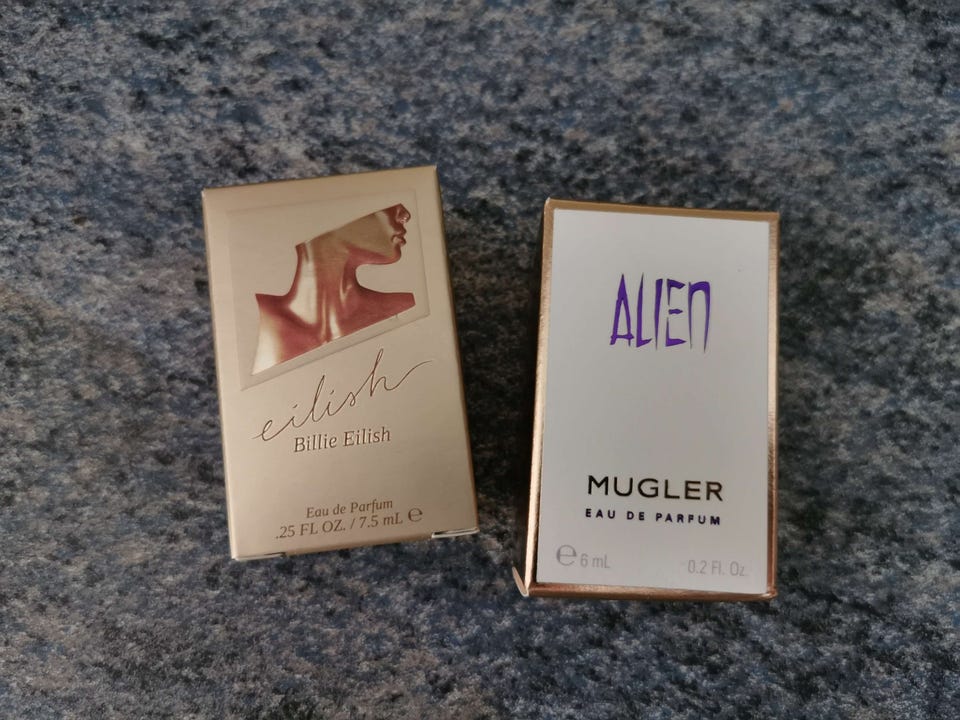 eilish
Billie Eilish
Eau de Parfum
.25 FL OZ. / 7.5 mL ℮
ALIEN
MUGLER
EAU DE PARFUM
℮ 6 mL 0.2 Fl. Oz.